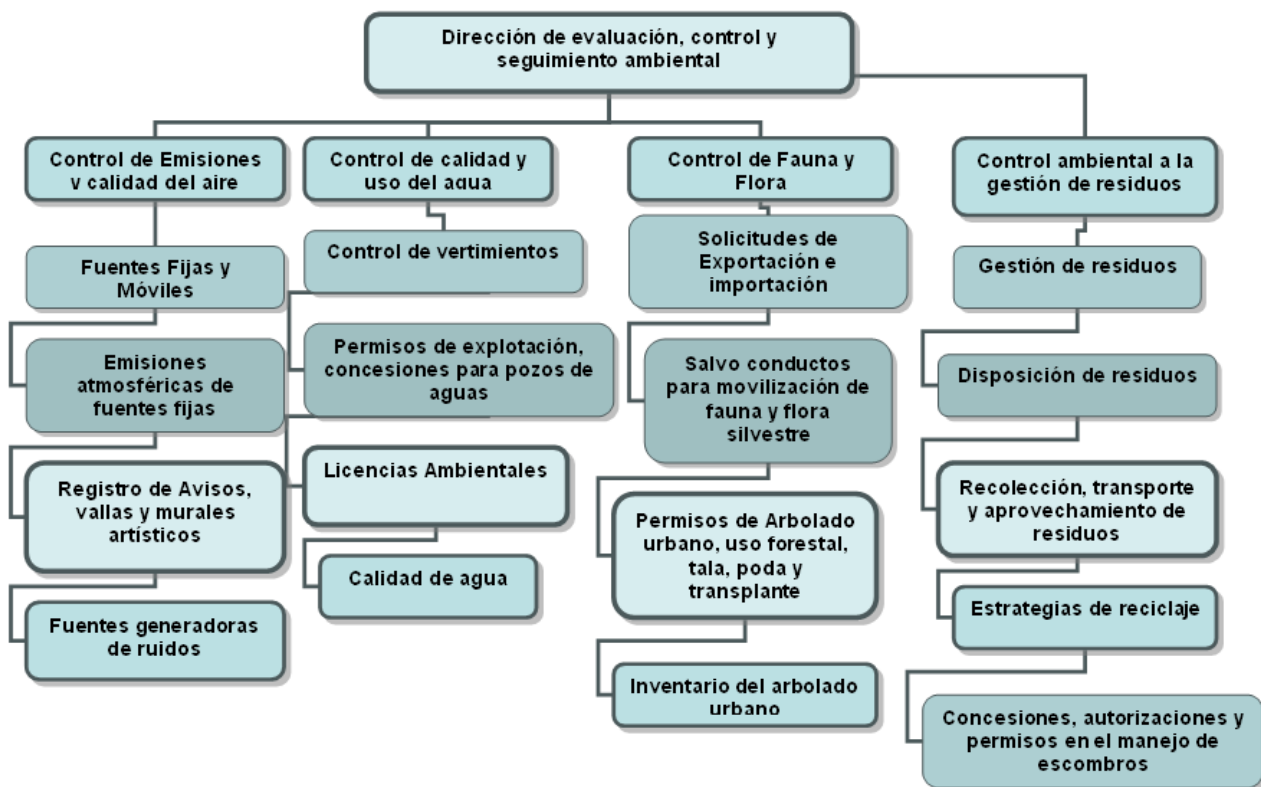 Dirección de evaluación, control y
seguimiento ambiental
Control de Emisiones
y calidad del aire
Fuentes Fijas y
Móviles
Emisiones
atmosféricas de
fuentes fijas
Registro de Avisos,
vallas y murales
artísticos
Fuentes generadoras
de ruidos
Control de calidad y
uso del agua
Control de vertimientos
Permisos de explotación,
concesiones para pozos de
aguas
Licencias Ambientales
Calidad de agua
Control de Fauna y
Flora
Solicitudes de
Exportación e
importación
Salvo conductos
para movilización de
fauna y flora
silvestre
Permisos de Arbolado
urbano, uso forestal,
tala, poda y
transplante
Inventario del arbolado
urbano
Control ambiental a la
gestión de residuos
Gestión de residuos
Disposición de residuos
Recolección, transporte
y aprovechamiento de
residuos
Estrategias de reciclaje
Concesiones, autorizaciones y
permisos en el manejo de
escombros